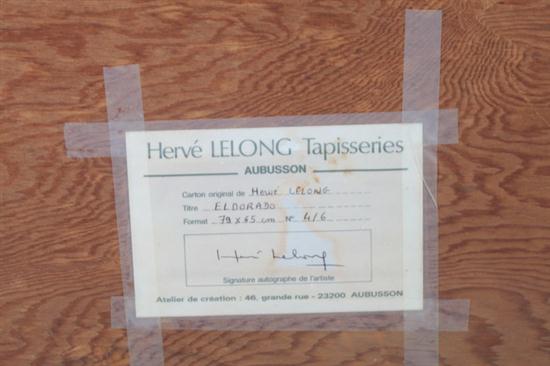 Hervé LELONG Tapisseries
AUBUSSON
Carton original de Hervé LELONG
Titre ELDORADO
Format 79 x 65 cm N° 4/6
Hervé Lelong
Signature autographe de l'artiste
Atelier de création : 46, grande rue - 23200 AUBUSSON